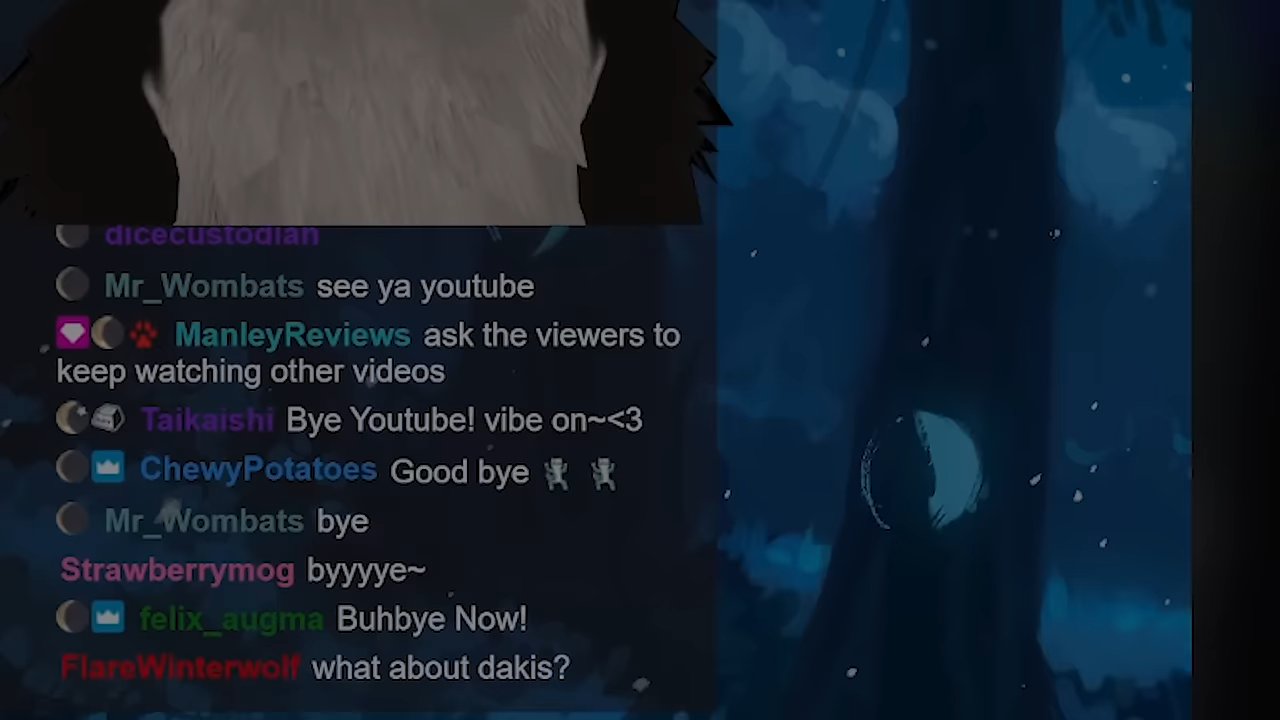 dicecustodian
Mr_Wombats see ya youtube
ManleyReviews ask the viewers to
keep watching other videos
Taikaishi Bye Youtube! vibe on~<3
ChewyPotatoes Good bye
Mr_Wombats bye
Strawberrymog byyyye~
felix_augma Buhbye Now!
FlareWinterwolf what about dakis?